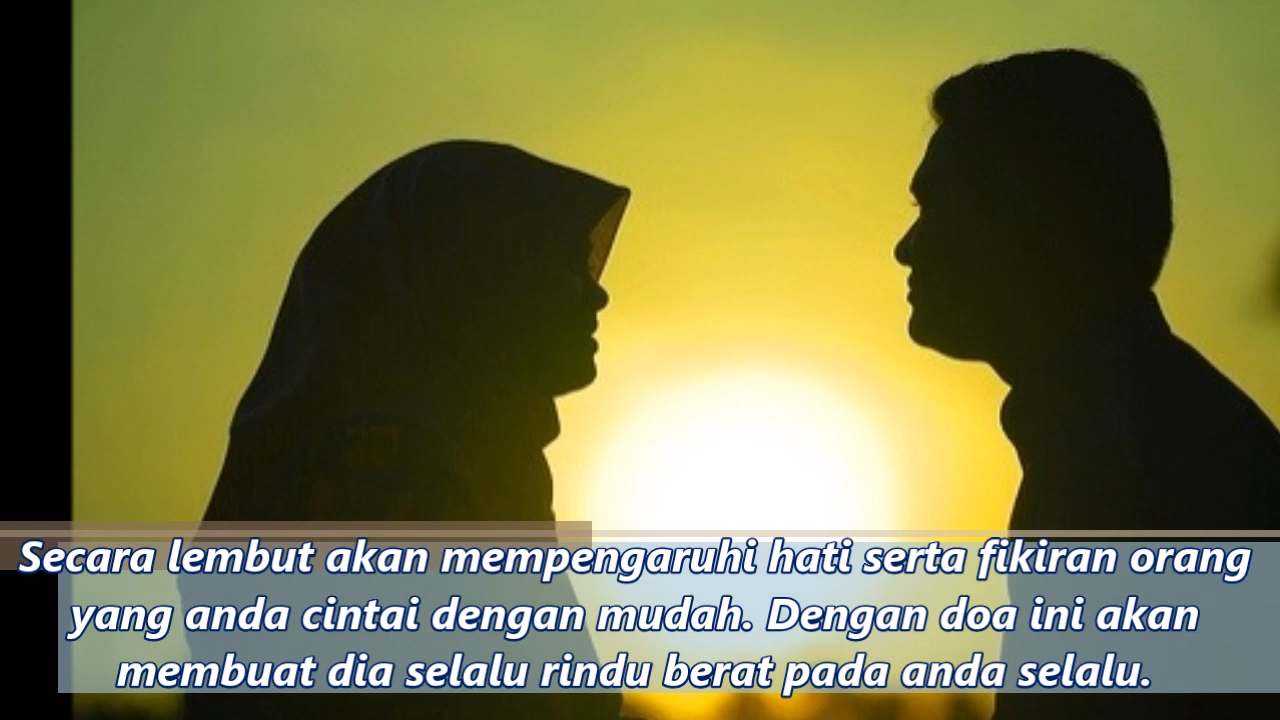 Secara lembut akan mempengaruhi hati serta fikiran orang
yang anda cintai dengan mudah. Dengan doa ini akan
membuat dia selalu rindu berat pada anda selalu.